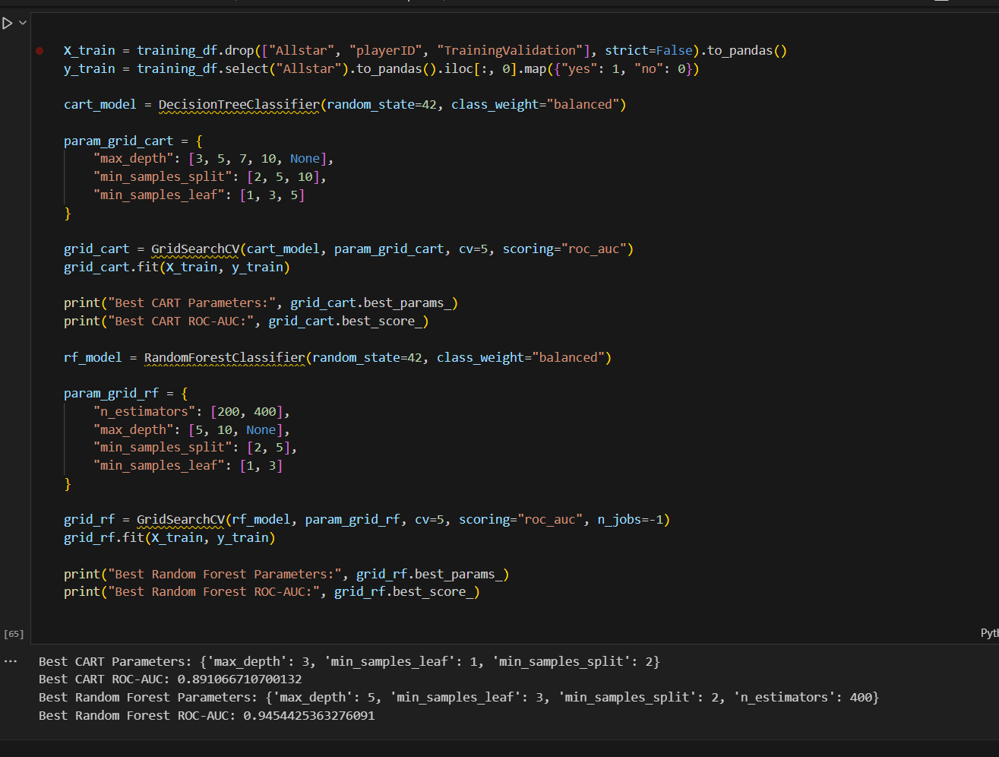 X_train = training_df.drop(["Allstar", "playerID", "TrainingValidation"], strict=False).to_pandas()
y_train = training_df.select("Allstar").to_pandas().iloc[:, 0].map({"yes": 1, "no": 0})
cart_model = DecisionTreeClassifier(random_state=42, class_weight="balanced")
param_grid_cart = {
    "max_depth": [3, 5, 7, 10, None],
    "min_samples_split": [2, 5, 10],
    "min_samples_leaf": [1, 3, 5]
}
grid_cart = GridSearchCV(cart_model, param_grid_cart, cv=5, scoring="roc_auc")
grid_cart.fit(X_train, y_train)
print("Best CART Parameters:", grid_cart.best_params_)
print("Best CART ROC-AUC:", grid_cart.best_score_)
rf_model = RandomForestClassifier(random_state=42, class_weight="balanced")
param_grid_rf = {
    "n_estimators": [200, 400],
    "max_depth": [5, 10, None],
    "min_samples_split": [2, 5],
    "min_samples_leaf": [1, 3]
}
grid_rf = GridSearchCV(rf_model, param_grid_rf, cv=5, scoring="roc_auc", n_jobs=-1)
grid_rf.fit(X_train, y_train)
print("Best Random Forest Parameters:", grid_rf.best_params_)
print("Best Random Forest ROC-AUC:", grid_rf.best_score_)
[65]
Pyth
Best CART Parameters: {'max_depth': 3, 'min_samples_leaf': 1, 'min_samples_split': 2}
Best CART ROC-AUC: 0.891066710700132
Best Random Forest Parameters: {'max_depth': 5, 'min_samples_leaf': 3, 'min_samples_split': 2, 'n_estimators': 400}
Best Random Forest ROC-AUC: 0.9454425363276091